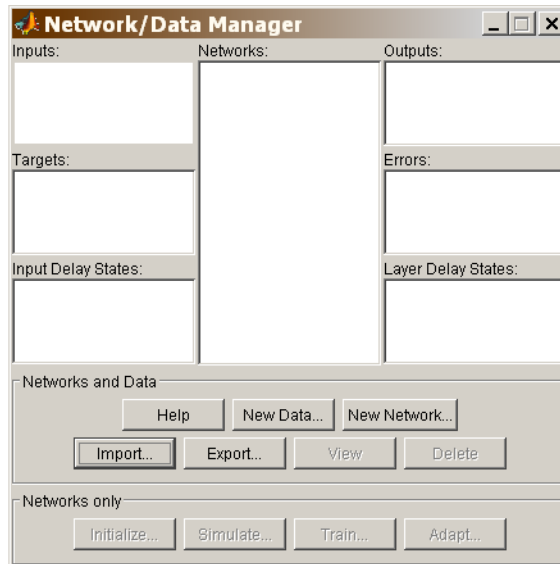 Network/Data Manager
Inputs: Networks: Outputs:
Targets: Errors:
Input Delay States: Layer Delay States:
Networks and Data
Help New Data... New Network...
Import... Export... View Delete
Networks only
Initialize... Simulate... Train... Adapt...